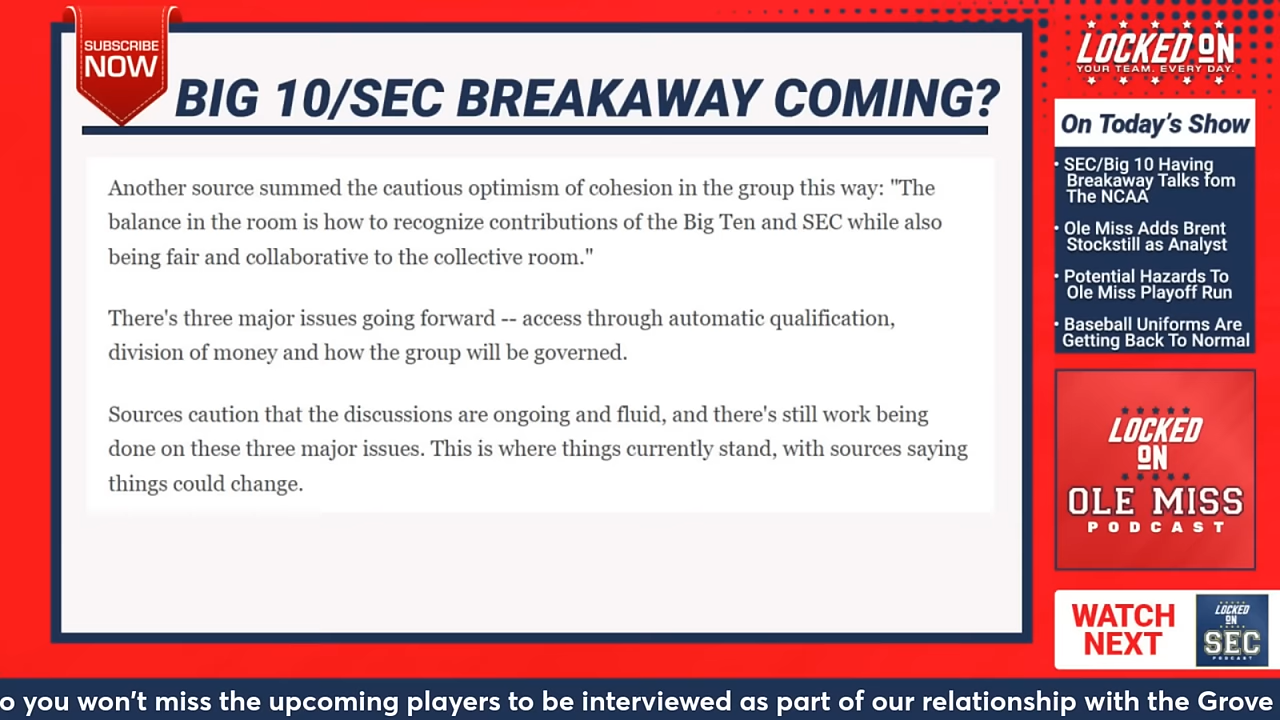 SUBSCRIBE
NOW
BIG 10/SEC BREAKAWAY COMING?
Another source summed the cautious optimism of cohesion in the group this way: "The
balance in the room is how to recognize contributions of the Big Ten and SEC while also
being fair and collaborative to the collective room."
There's three major issues going forward -- access through automatic qualification,
division of money and how the group will be governed.
Sources caution that the discussions are ongoing and fluid, and there's still work being
done on these three major issues. This is where things currently stand, with sources saying
things could change.
LOCKED ON
YOUR TEAM. EVERY DAY.
On Today's Show
• SEC/Big 10 Having
Breakaway Talks fom
The NCAA
• Ole Miss Adds Brent
Stockstill as Analyst
• Potential Hazards To
Ole Miss Playoff Run
• Baseball Uniforms Are
Getting Back To Normal
LOCKED
ON
OLE MISS
PODCAST
WATCH
NEXT
LOCKED
ON
SEC
PODCAST
o you won't miss the upcoming players to be interviewed as part of our relationship with the Grove